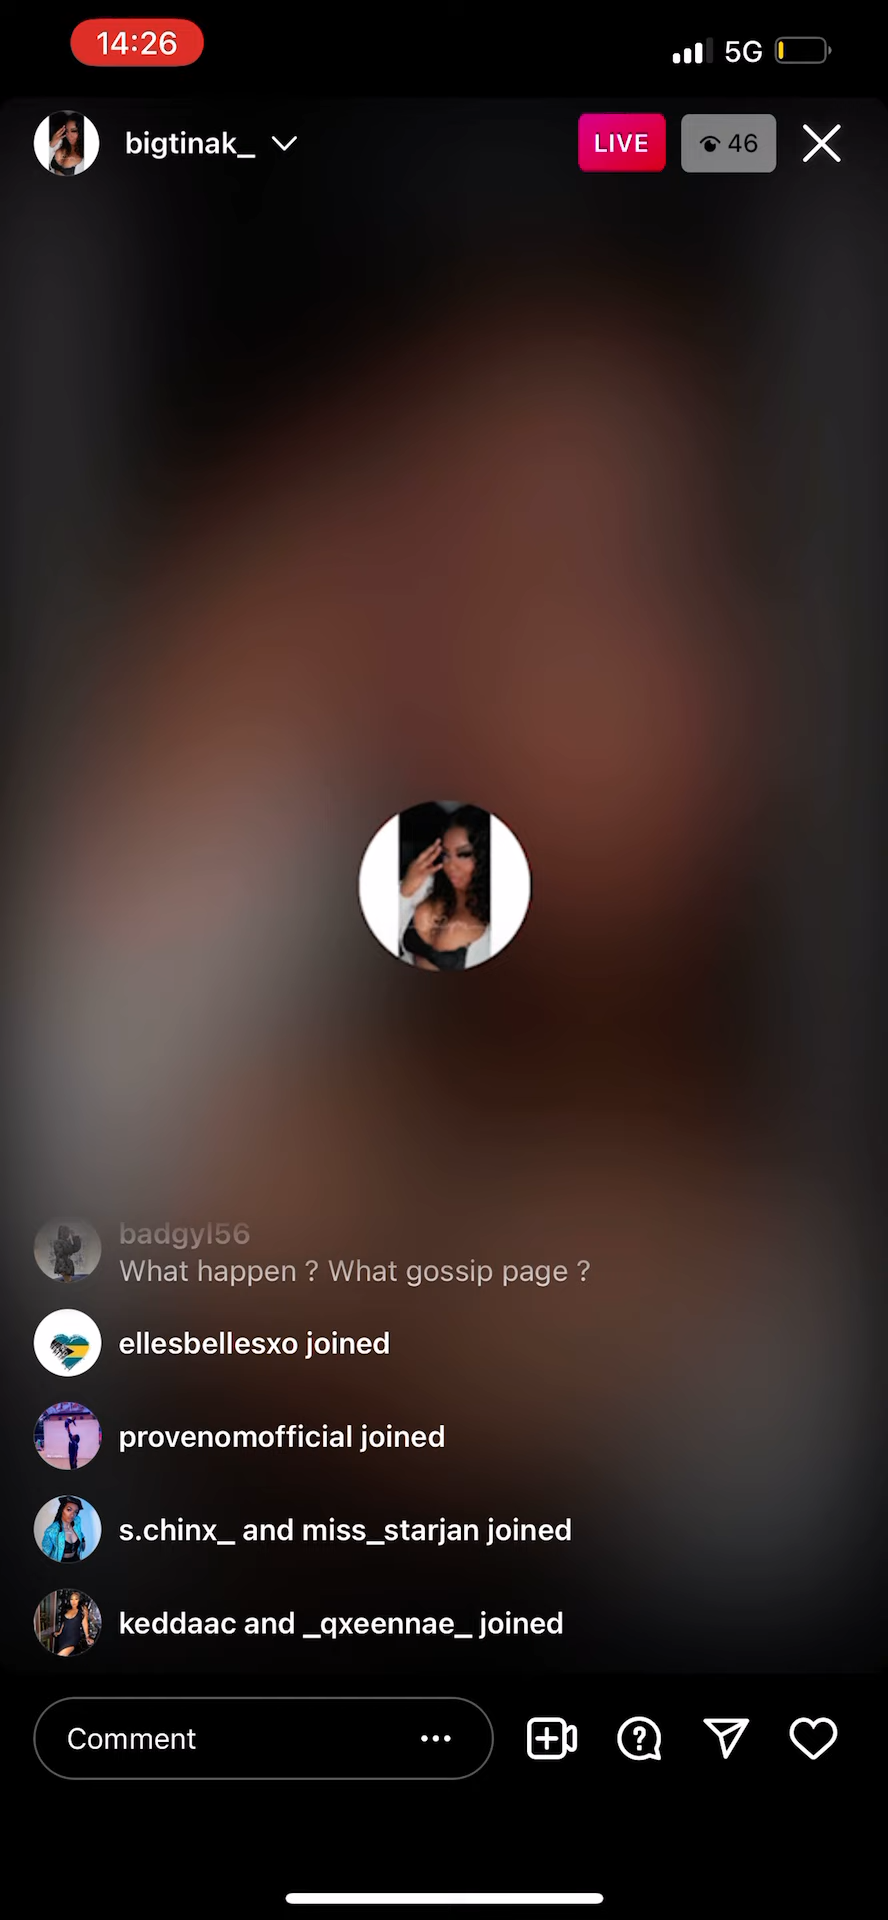 14:26
5G
bigtinak_
LIVE
46
badgyl56
What happen ? What gossip page ?
ellesbellesxo joined
provenomofficial joined
s.chinx_ and miss_starjan joined
keddaac and _qxeennae_ joined
Comment